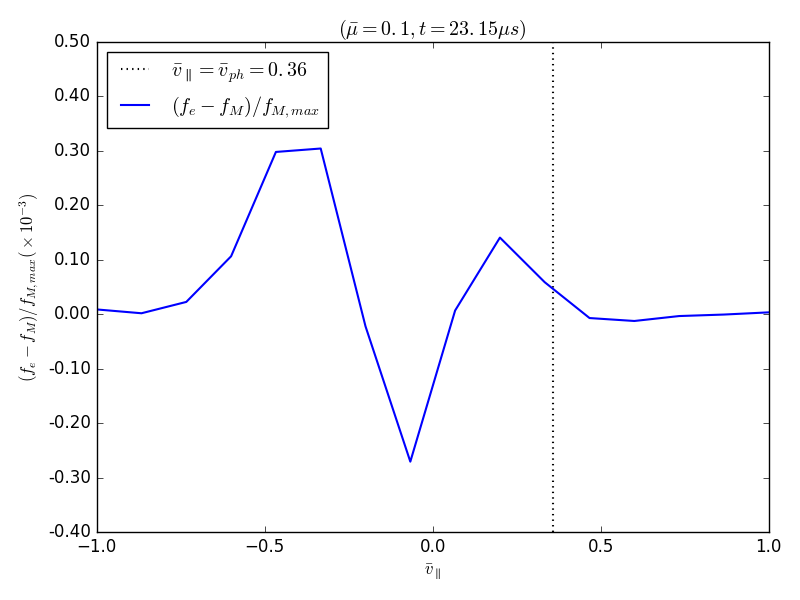 (μ̄ = 0.1, t = 23.15μs)
0.50
v̄∥ = v̄ph = 0.36
(fe − fM)/fM,max
0.40
0.30
0.20
0.10
0.00
-0.10
-0.20
-0.30
-0.40
(fe − fM)/fM,max(×10⁻³)
−1.0 −0.5 0.0 0.5 1.0
v̄∥